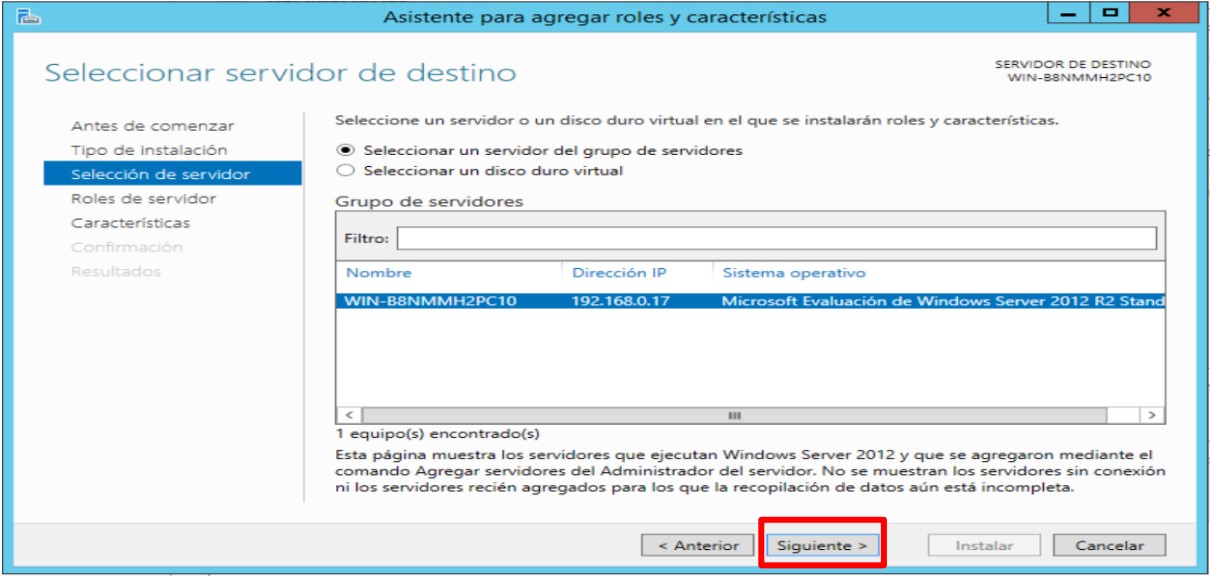 Asistente para agregar roles y características
Seleccionar servidor de destino
SERVIDOR DE DESTINO
WIN-B8NMMH2PC10
Antes de comenzar
Tipo de instalación
Selección de servidor
Roles de servidor
Características
Confirmación
Resultados
Seleccione un servidor o un disco duro virtual en el que se instalarán roles y características.
Seleccionar un servidor del grupo de servidores
Seleccionar un disco duro virtual
Grupo de servidores
Filtro:
Nombre Dirección IP Sistema operativo
WIN-B8NMMH2PC10 192.168.0.17 Microsoft Evaluación de Windows Server 2012 R2 Stand
1 equipo(s) encontrado(s)
Esta página muestra los servidores que ejecutan Windows Server 2012 y que se agregaron mediante el
comando Agregar servidores del Administrador del servidor. No se muestran los servidores sin conexión
ni los servidores recién agregados para los que la recopilación de datos aún está incompleta.
< Anterior Siguiente > Instalar Cancelar